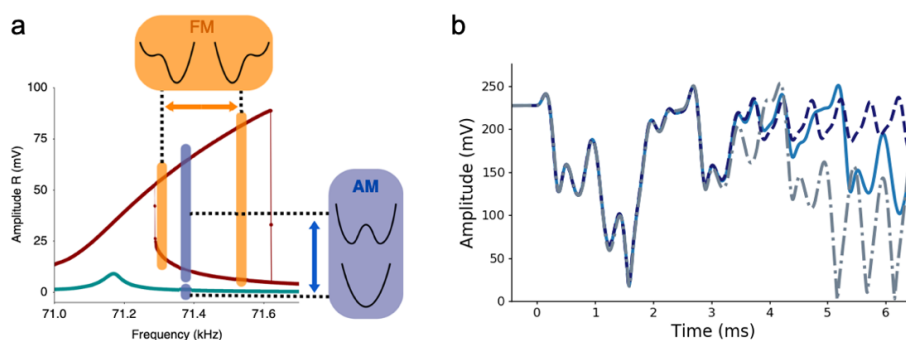 a
FM
Amplitude R (mV)
100
75
50
25
0
71.0
71.2
71.4
71.6
Frequency (kHz)
AM
b
Amplitude (mV)
250
200
150
100
50
0
0
1
2
3
4
5
6
Time (ms)